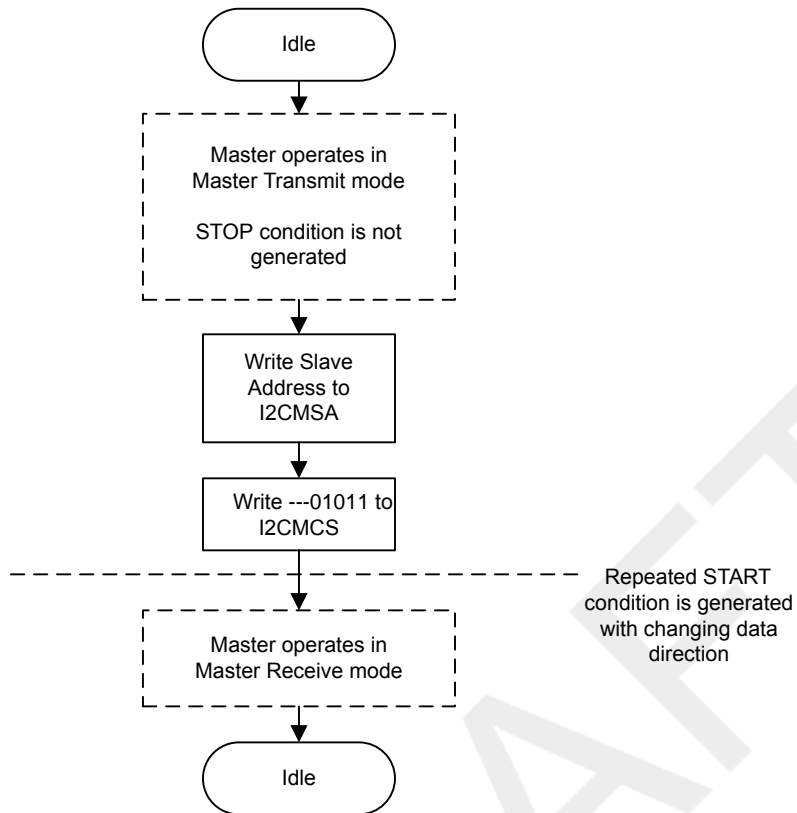 Idle
Master operates in
Master Transmit mode
STOP condition is not
generated
Write Slave
Address to
I2CMSA
Write ---01011 to
I2CMCS
Repeated START
condition is generated
with changing data
direction
Master operates in
Master Receive mode
Idle